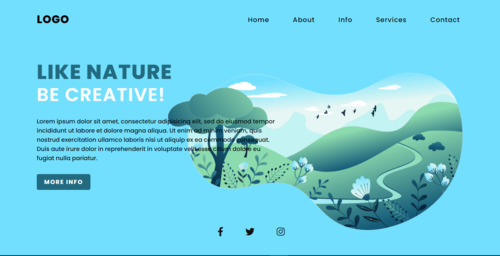 LOGO
Home About Info Services Contact
LIKE NATURE
BE CREATIVE!
Lorem ipsum dolor sit amet, consectetur adipisicing elit, sed do eiusmod tempor
incididunt ut labore et dolore magna aliqua. Ut enim ad minim veniam, quis
nostrud exercitation ullamco laboris nisi ut aliquip ex ea commodo consequat.
Duis aute irure dolor in reprehenderit in voluptate velit esse cillum dolore eu
fugiat nulla pariatur.
MORE INFO